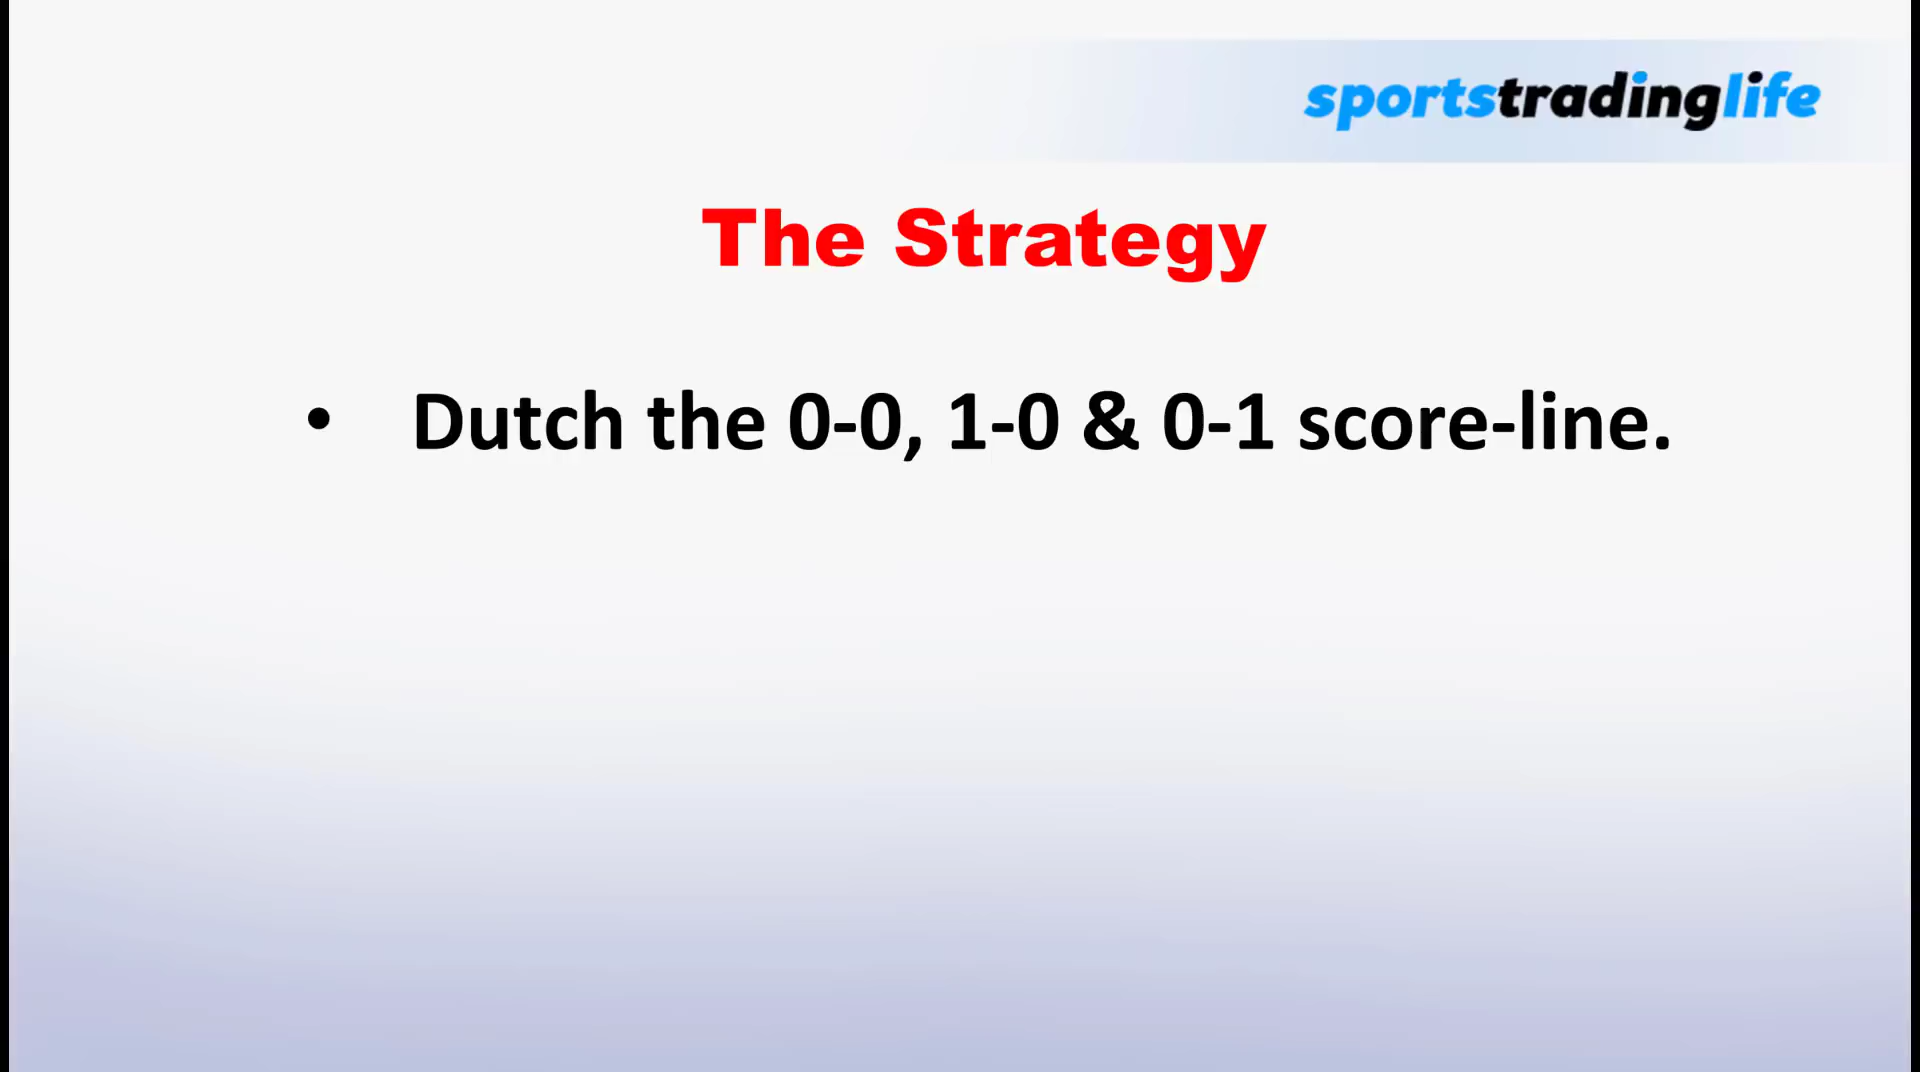 sportstradinglife
The Strategy
• Dutch the 0-0, 1-0 & 0-1 score-line.